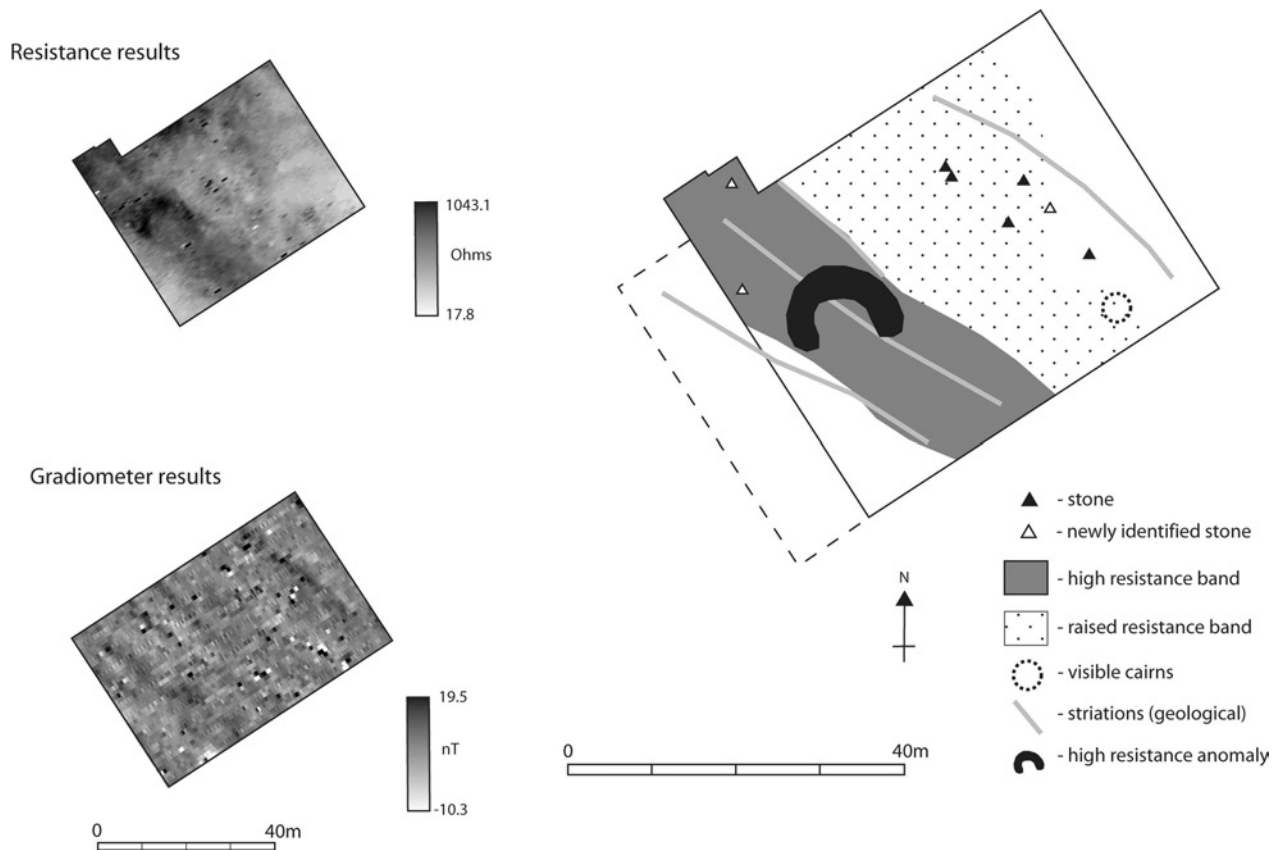 Resistance results
1043.1
Ohms
17.8
Gradiometer results
19.5
nT
-10.3
0 40m
- stone
- newly identified stone
- high resistance band
- raised resistance band
- visible cairns
- striations (geological)
- high resistance anomaly
N
0 40m